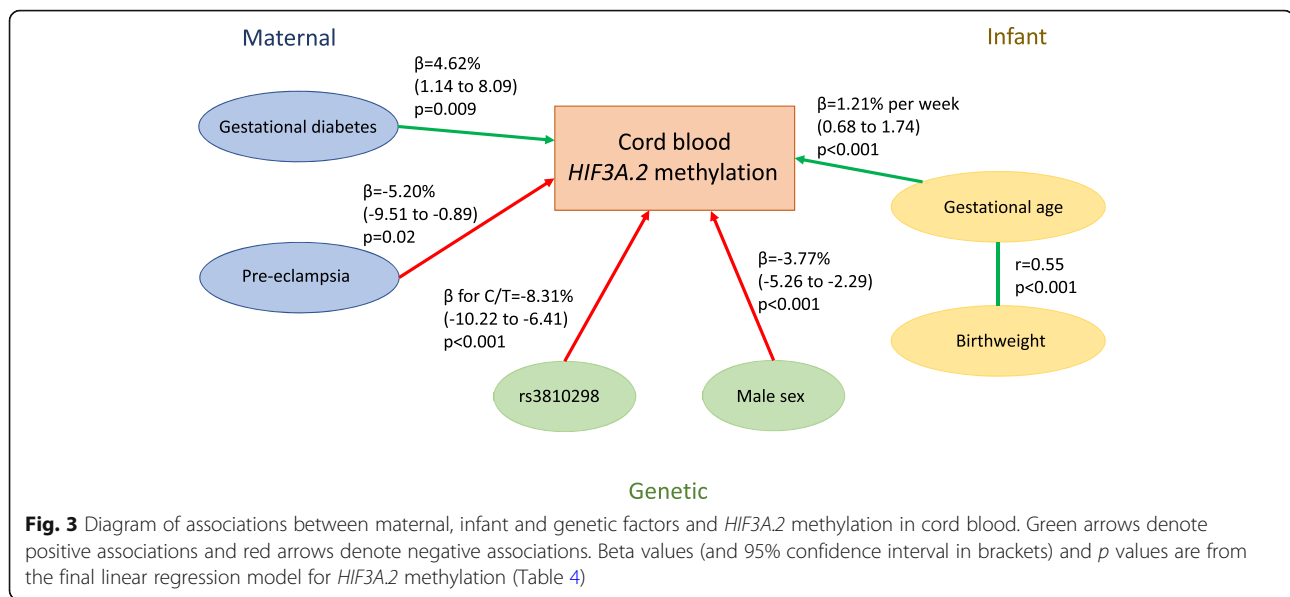 Maternal
Infant
β=4.62%
(1.14 to 8.09)
p=0.009
Gestational diabetes
Cord blood
HIF3A.2 methylation
β=1.21% per week
(0.68 to 1.74)
p<0.001
Gestational age
β=-5.20%
(-9.51 to -0.89)
p=0.02
Pre-eclampsia
β for C/T=-8.31%
(-10.22 to -6.41)
p<0.001
β=-3.77%
(-5.26 to -2.29)
p<0.001
r=0.55
p<0.001
Birthweight
rs3810298
Male sex
Genetic
Fig. 3 Diagram of associations between maternal, infant and genetic factors and HIF3A.2 methylation in cord blood. Green arrows denote
positive associations and red arrows denote negative associations. Beta values (and 95% confidence interval in brackets) and p values are from
the final linear regression model for HIF3A.2 methylation (Table 4)